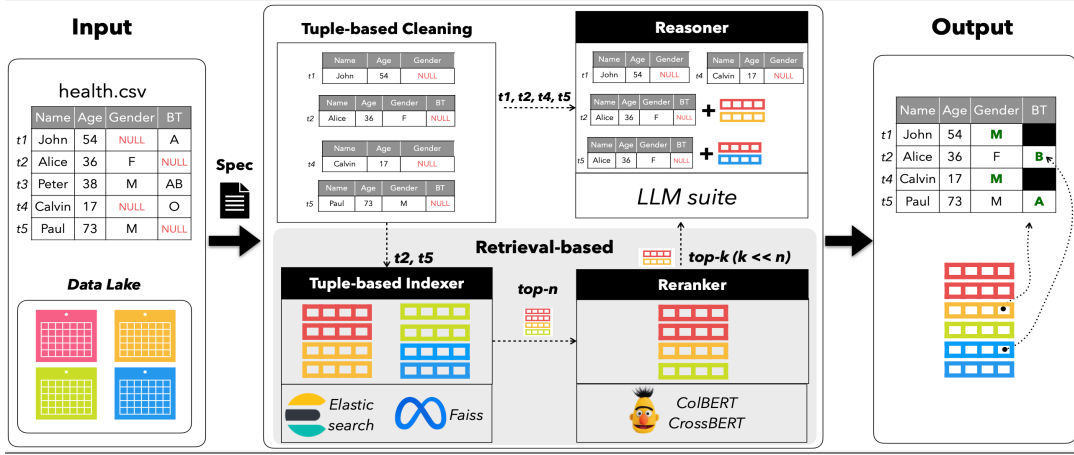 Input
health.csv
Name Age Gender BT
t1 John 54 NULL A
t2 Alice 36 F NULL
t3 Peter 38 M AB
t4 Calvin 17 NULL O
t5 Paul 73 M NULL
Data Lake
Spec
Tuple-based Cleaning
Name Age Gender
t1 John 54 NULL
Name Age Gender BT
t2 Alice 36 F NULL
Name Age Gender
t4 Calvin 17 NULL
Name Age Gender BT
t5 Paul 73 M NULL
t1, t2, t4, t5
Reasoner
Name Age Gender
t1 John 54 NULL
Name Age Gender
t4 Calvin 17 NULL
Name Age Gender BT
t2 Alice 36 F NULL
+
Name Age Gender BT
t5 Alice 36 F NULL
+
LLM suite
Retrieval-based
t2, t5
top-k (k << n)
Tuple-based Indexer
top-n
Reranker
Elastic
search
Faiss
ColBERT
CrossBERT
Output
Name Age Gender BT
t1 John 54 M
t2 Alice 36 F B
t4 Calvin 17 M
t5 Paul 73 M A